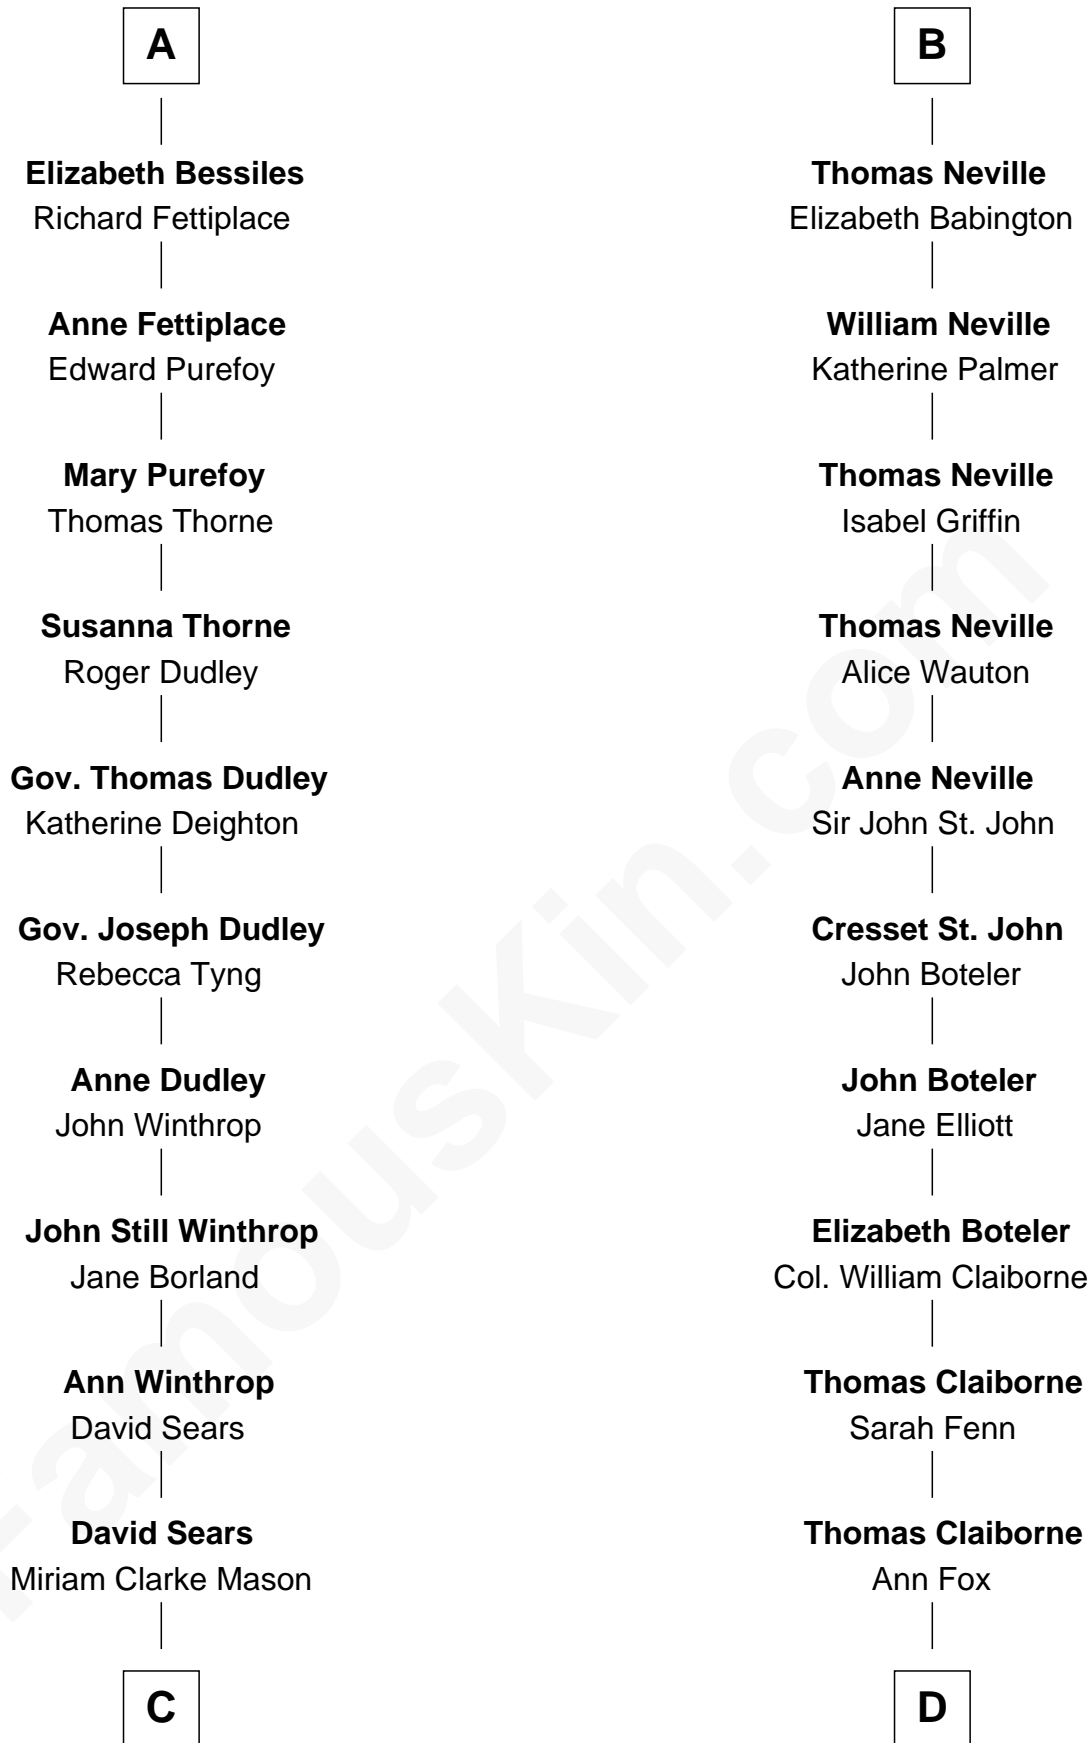 A
Elizabeth Bessiles
Richard Fettiplace
Anne Fettiplace
Edward Purefoy
Mary Purefoy
Thomas Thorne
Susanna Thorne
Roger Dudley
Gov. Thomas Dudley
Katherine Deighton
Gov. Joseph Dudley
Rebecca Tyng
Anne Dudley
John Winthrop
John Still Winthrop
Jane Borland
Ann Winthrop
David Sears
David Sears
Miriam Clarke Mason
C
B
Thomas Neville
Elizabeth Babington
William Neville
Katherine Palmer
Thomas Neville
Isabel Griffin
Thomas Neville
Alice Wauton
Anne Neville
Sir John St. John
Cresset St. John
John Boteler
John Boteler
Jane Elliott
Elizabeth Boteler
Col. William Claiborne
Thomas Claiborne
Sarah Fenn
Thomas Claiborne
Ann Fox
D
FamousKin.com